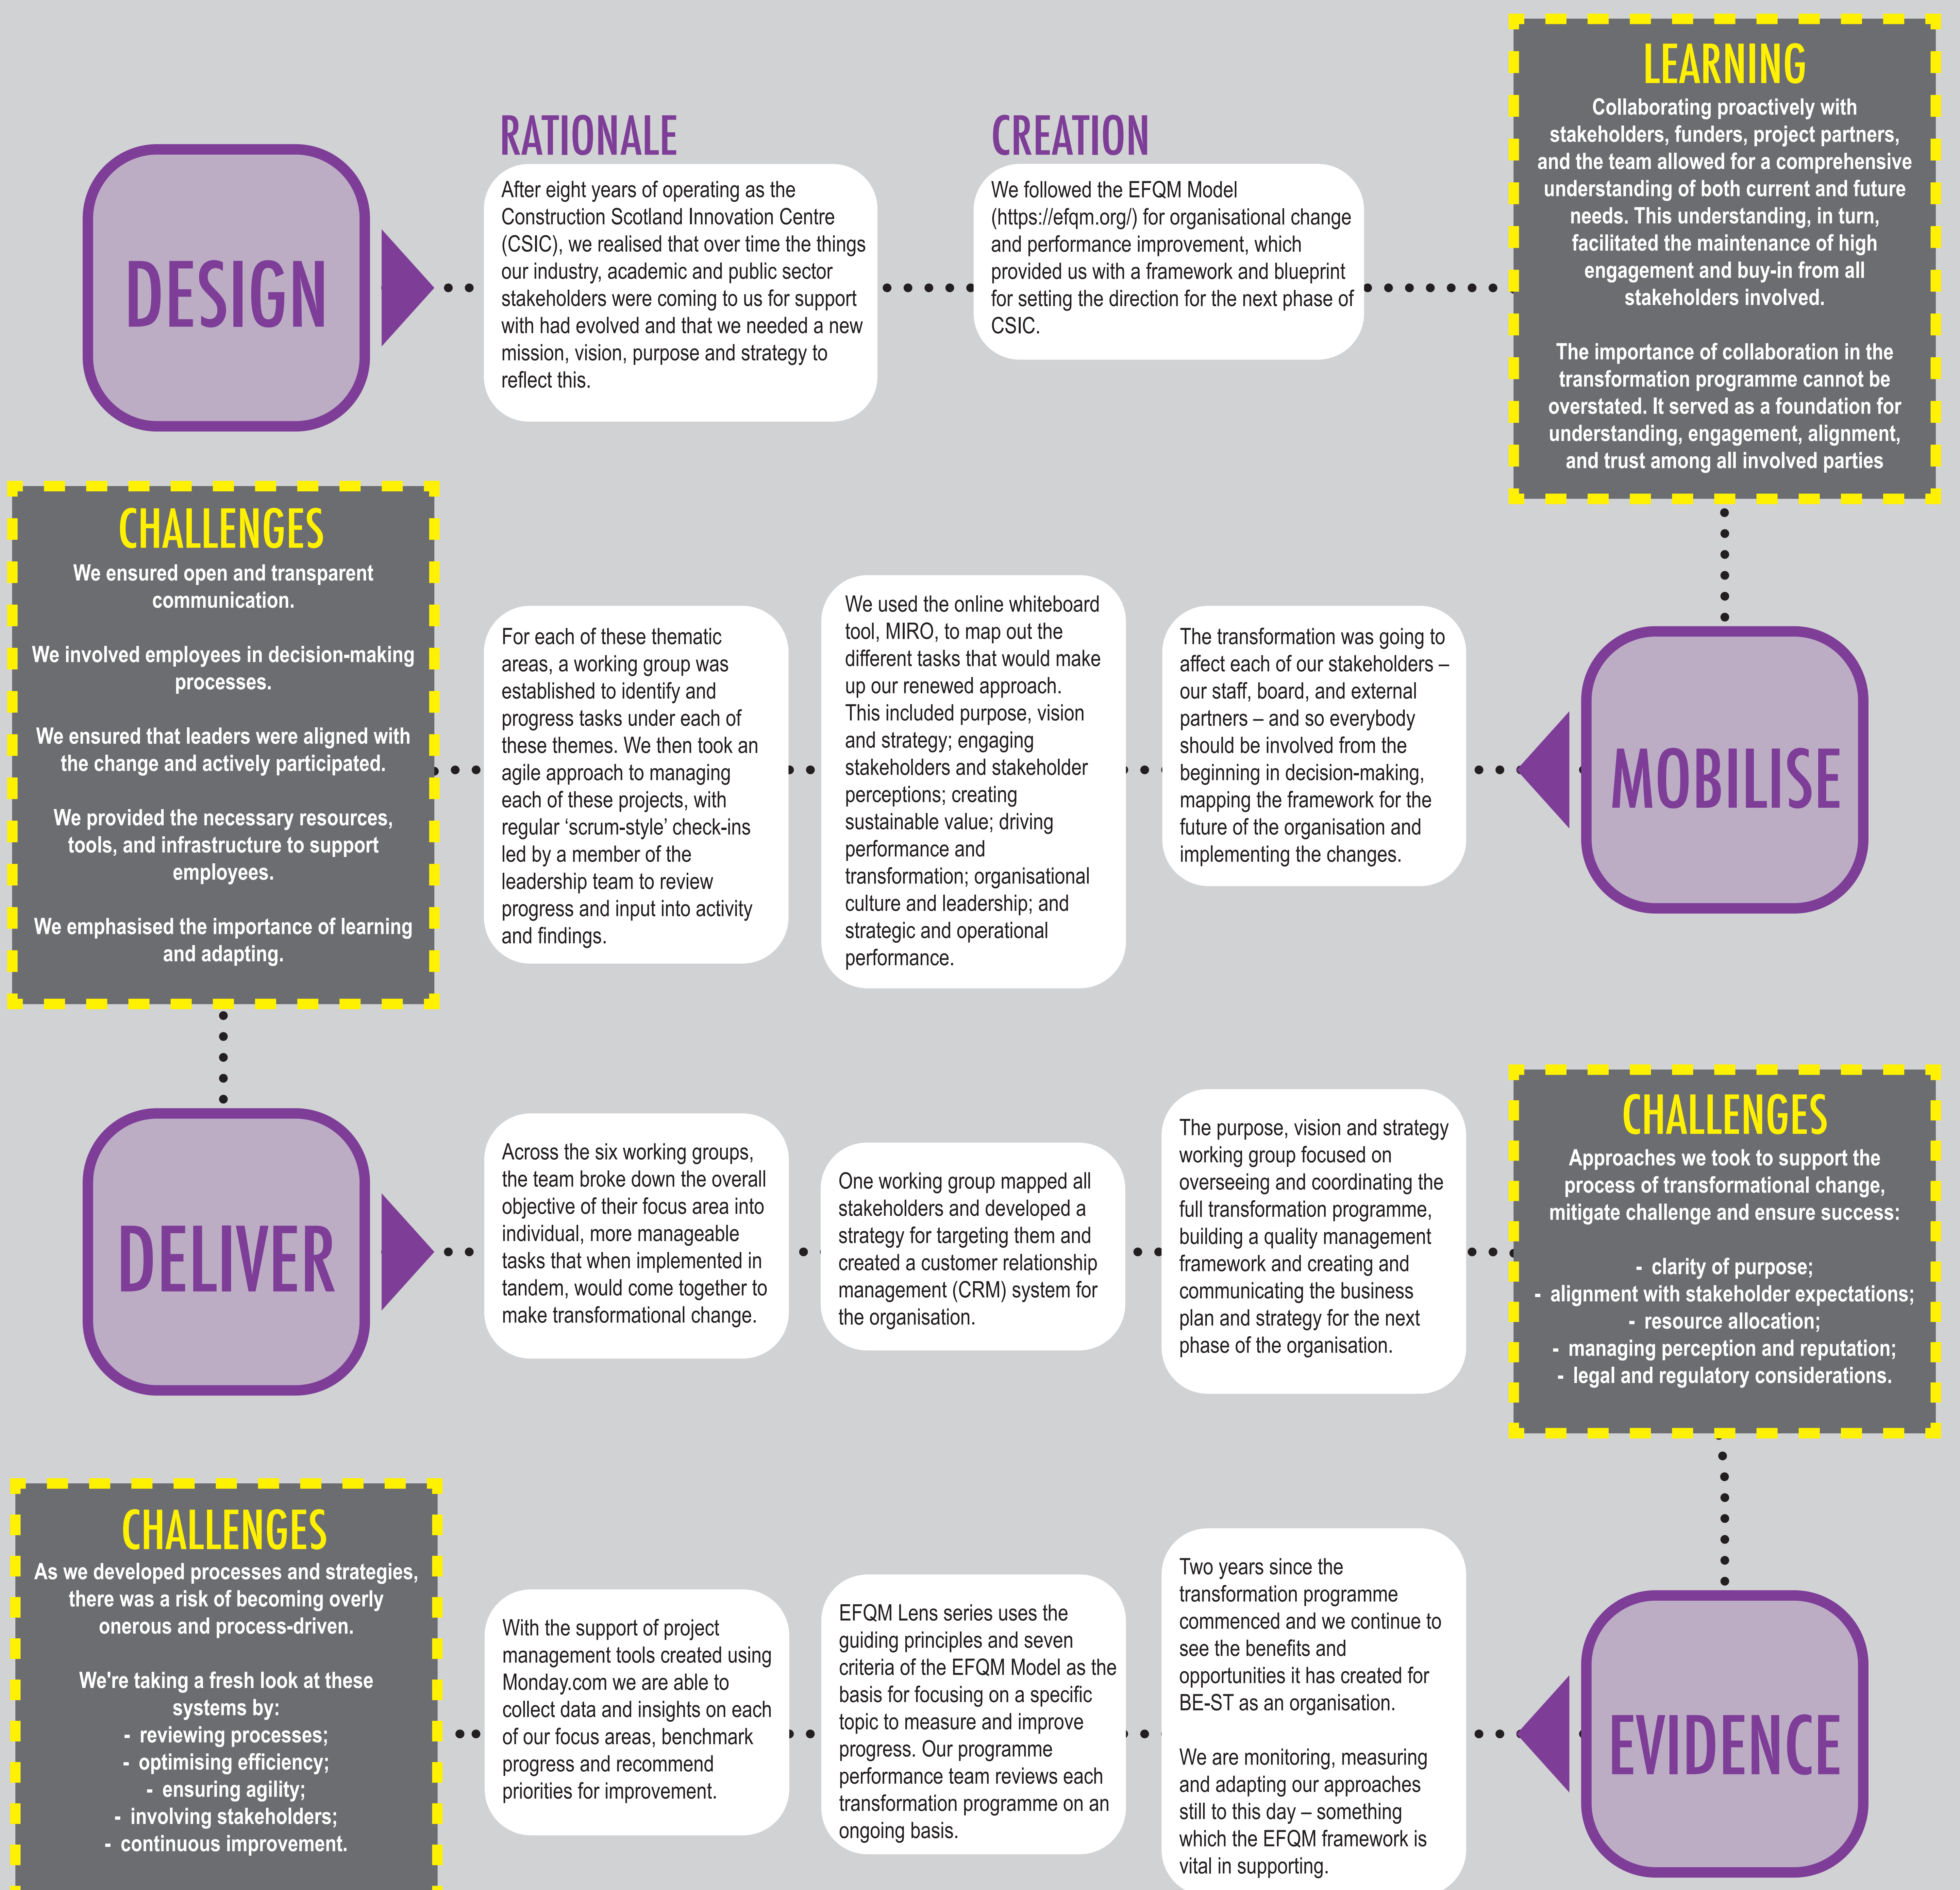 DESIGN
RATIONALE
After eight years of operating as the
Construction Scotland Innovation Centre
(CSIC), we realised that over time the things
our industry, academic and public sector
stakeholders were coming to us for support
with had evolved and that we needed a new
mission, vision, purpose and strategy to
reflect this.
CREATION
We followed the EFQM Model
(https://efqm.org/) for organisational change
and performance improvement, which
provided us with a framework and blueprint
for setting the direction for the next phase of
CSIC.
LEARNING
Collaborating proactively with
stakeholders, funders, project partners,
and the team allowed for a comprehensive
understanding of both current and future
needs. This understanding, in turn,
facilitated the maintenance of high
engagement and buy-in from all
stakeholders involved.
The importance of collaboration in the
transformation programme cannot be
overstated. It served as a foundation for
understanding, engagement, alignment,
and trust among all involved parties
MOBILISE
The transformation was going to
affect each of our stakeholders –
our staff, board, and external
partners – and so everybody
should be involved from the
beginning in decision-making,
mapping the framework for the
future of the organisation and
implementing the changes.
We used the online whiteboard
tool, MIRO, to map out the
different tasks that would make
up our renewed approach.
This included purpose, vision
and strategy; engaging
stakeholders and stakeholder
perceptions; creating
sustainable value; driving
performance and
transformation; organisational
culture and leadership; and
strategic and operational
performance.
For each of these thematic
areas, a working group was
established to identify and
progress tasks under each of
these themes. We then took an
agile approach to managing
each of these projects, with
regular ‘scrum-style’ check-ins
led by a member of the
leadership team to review
progress and input into activity
and findings.
CHALLENGES
We ensured open and transparent
communication.
We involved employees in decision-making
processes.
We ensured that leaders were aligned with
the change and actively participated.
We provided the necessary resources,
tools, and infrastructure to support
employees.
We emphasised the importance of learning
and adapting.
DELIVER
Across the six working groups,
the team broke down the overall
objective of their focus area into
individual, more manageable
tasks that when implemented in
tandem, would come together to
make transformational change.
One working group mapped all
stakeholders and developed a
strategy for targeting them and
created a customer relationship
management (CRM) system for
the organisation.
The purpose, vision and strategy
working group focused on
overseeing and coordinating the
full transformation programme,
building a quality management
framework and creating and
communicating the business
plan and strategy for the next
phase of the organisation.
CHALLENGES
Approaches we took to support the
process of transformational change,
mitigate challenge and ensure success:
- clarity of purpose;
- alignment with stakeholder expectations;
- resource allocation;
- managing perception and reputation;
- legal and regulatory considerations.
EVIDENCE
Two years since the
transformation programme
commenced and we continue to
see the benefits and
opportunities it has created for
BE-ST as an organisation.
We are monitoring, measuring
and adapting our approaches
still to this day – something
which the EFQM framework is
vital in supporting.
EFQM Lens series uses the
guiding principles and seven
criteria of the EFQM Model as the
basis for focusing on a specific
topic to measure and improve
progress. Our programme
performance team reviews each
transformation programme on an
ongoing basis.
With the support of project
management tools created using
Monday.com we are able to
collect data and insights on each
of our focus areas, benchmark
progress and recommend
priorities for improvement.
CHALLENGES
As we developed processes and strategies,
there was a risk of becoming overly
onerous and process-driven.
We're taking a fresh look at these
systems by:
- reviewing processes;
- optimising efficiency;
- ensuring agility;
- involving stakeholders;
- continuous improvement.